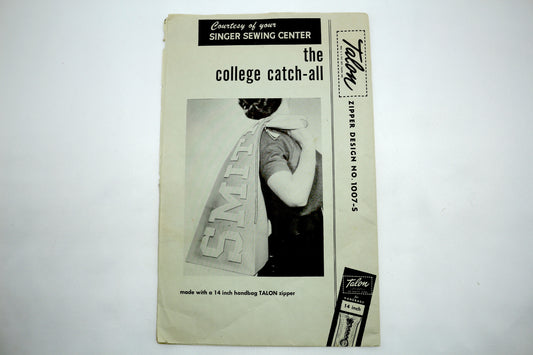 Courtesy of your
SINGER SEWING CENTER
the
college catch-all
SMIT
made with a 14 inch handbag TALON zipper
Talon
ZIPPER DESIGN NO. 1007-S
Talon
HANDBAG
14 inch